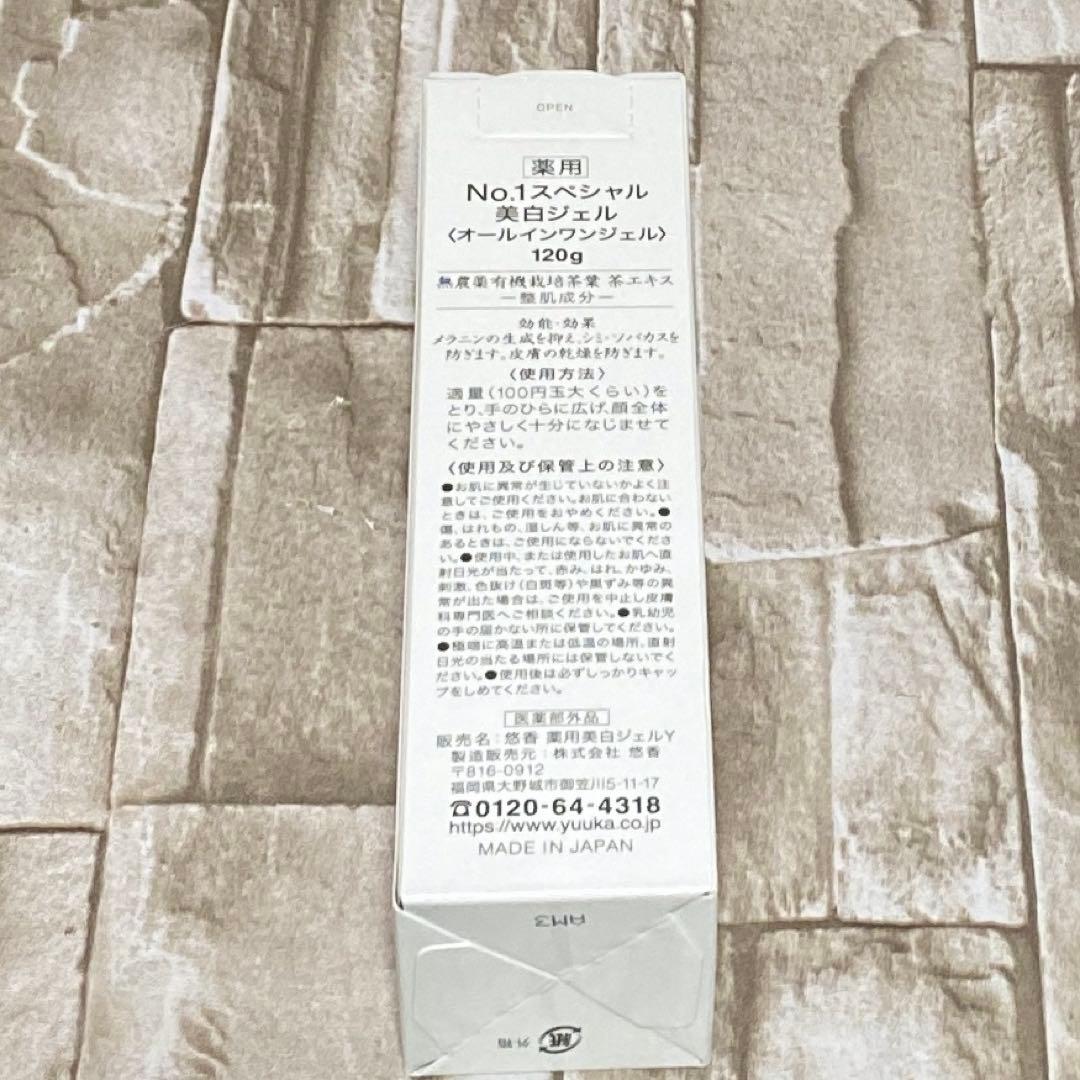 OPEN
薬用
No.1スペシャル
美白ジェル
〈オールインワンジェル〉
120g
無農薬有機栽培茶葉 茶エキス
ー整肌成分ー
効能・効果
メラニンの生成を抑え、シミ・ソバカスを
防ぎます。皮膚の乾燥を防ぎます。
〈使用方法〉
適量(100円玉大くらい)を
とり、手のひらに広げ、顔全体
にやさしく十分になじませて
ください。
〈使用及び保管上の注意〉
●お肌に異常が生じていないかよく注
意してご使用ください。お肌に合わない
ときは、ご使用をおやめください。●
傷、はれもの、湿しん等、お肌に異常の
あるときは、ご使用にならないでくださ
い。●使用中、または使用したお肌へ直
射日光が当たって、赤み、はれ、かゆみ、
刺激、色抜け(白斑等)や黒ずみ等の異
常が出た場合は、ご使用を中止し皮膚
科専門医へご相談ください。●乳幼児
の手の届かない所に保管してください。
●極端に高温または低温の場所、直射
日光の当たる場所には保管しないでく
ださい。●使用後は必ずしっかりキャッ
プをしめてください。
医薬部外品
販売名:悠香 薬用美白ジェルY
製造販売元:株式会社 悠香
〒816-0912
福岡県大野城市御笠川5-11-17
☎0120-64-4318
https://www.yuuka.co.jp
MADE IN JAPAN
AM3
紙
外箱